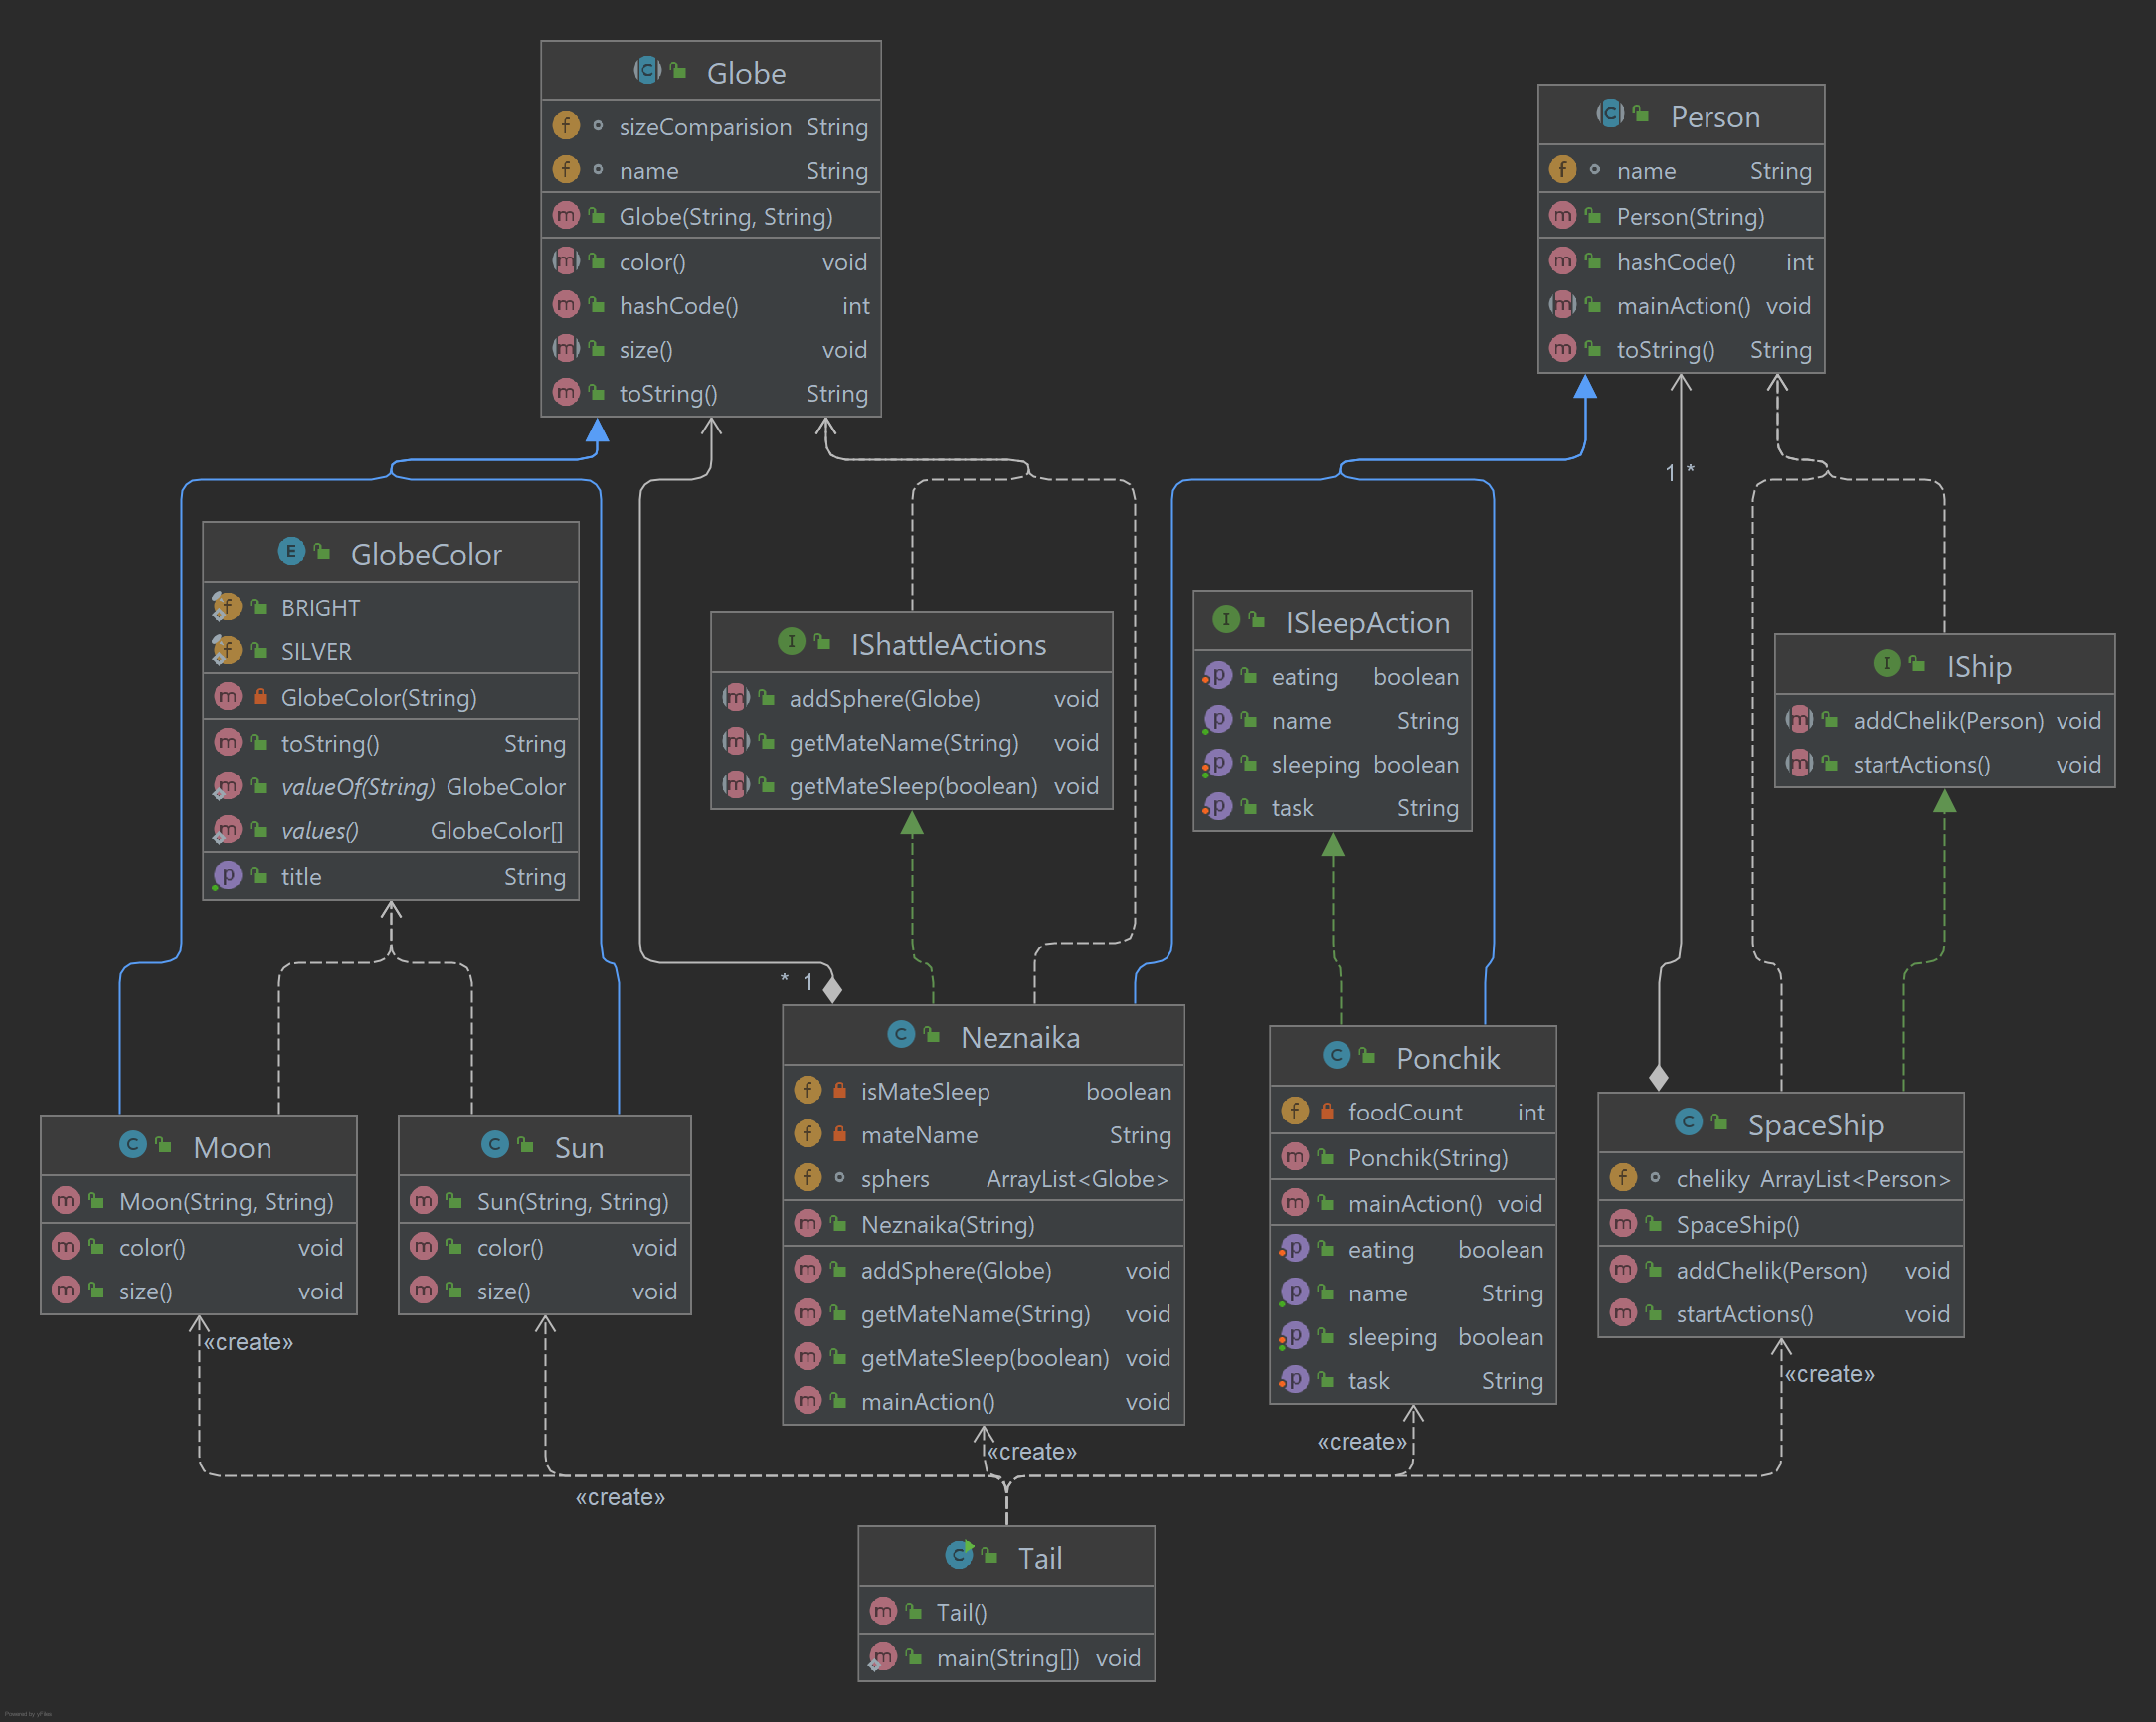 Globe
sizeComparision String
name String
Globe(String, String)
color() void
hashCode() int
size() void
toString() String
Person
name String
Person(String)
hashCode() int
mainAction() void
toString() String
1 *
GlobeColor
BRIGHT
SILVER
GlobeColor(String)
toString() String
valueOf(String) GlobeColor
values() GlobeColor[]
title String
IShattleActions
addSphere(Globe) void
getMateName(String) void
getMateSleep(boolean) void
ISleepAction
eating boolean
name String
sleeping boolean
task String
IShip
addChelik(Person) void
startActions() void
* 1
Moon
Moon(String, String)
color() void
size() void
Sun
Sun(String, String)
color() void
size() void
Neznaika
isMateSleep boolean
mateName String
sphers ArrayList<Globe>
Neznaika(String)
addSphere(Globe) void
getMateName(String) void
getMateSleep(boolean) void
mainAction() void
Ponchik
foodCount int
Ponchik(String)
mainAction() void
eating boolean
name String
sleeping boolean
task String
SpaceShip
cheliky ArrayList<Person>
SpaceShip()
addChelik(Person) void
startActions() void
«create»
«create»
«create»
«create»
«create»
Tail
Tail()
main(String[]) void
Powered by yFiles